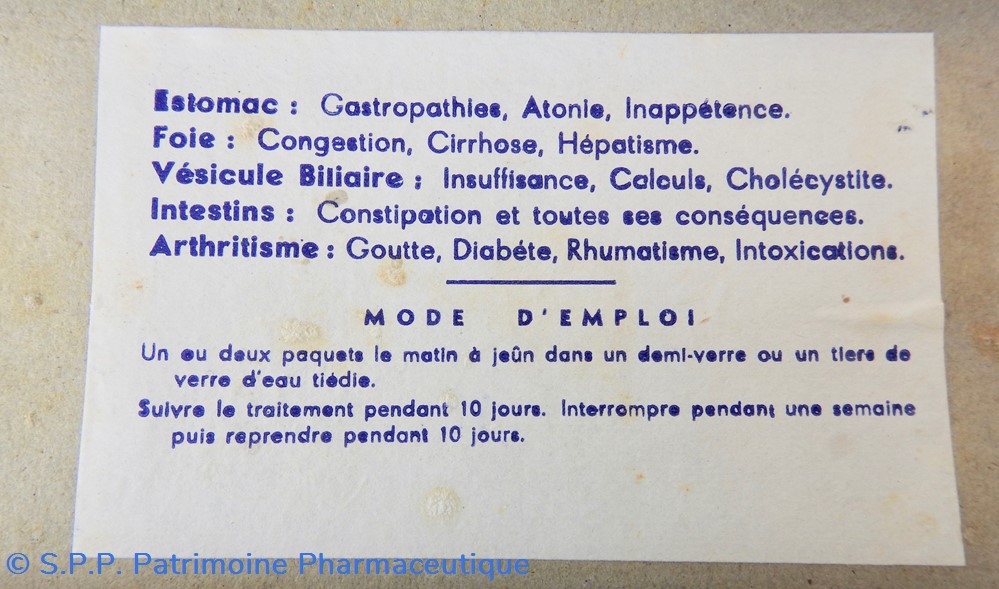 Estomac : Gastropathies, Atonie, Inappétence.
Foie : Congestion, Cirrhose, Hépatisme.
Vésicule Biliaire : Insuffisance, Calculs, Cholécystite.
Intestins : Constipation et toutes ses conséquences.
Arthritisme : Goutte, Diabéte, Rhumatisme, Intoxications.
MODE D'EMPLOI
Un ou deux paquets le matin à jeûn dans un demi-verre ou un tiers de
verre d'eau tiédie.
Suivre le traitement pendant 10 jours. Interrompre pendant une semaine
puis reprendre pendant 10 jours.
© S.P.P. Patrimoine Pharmaceutique